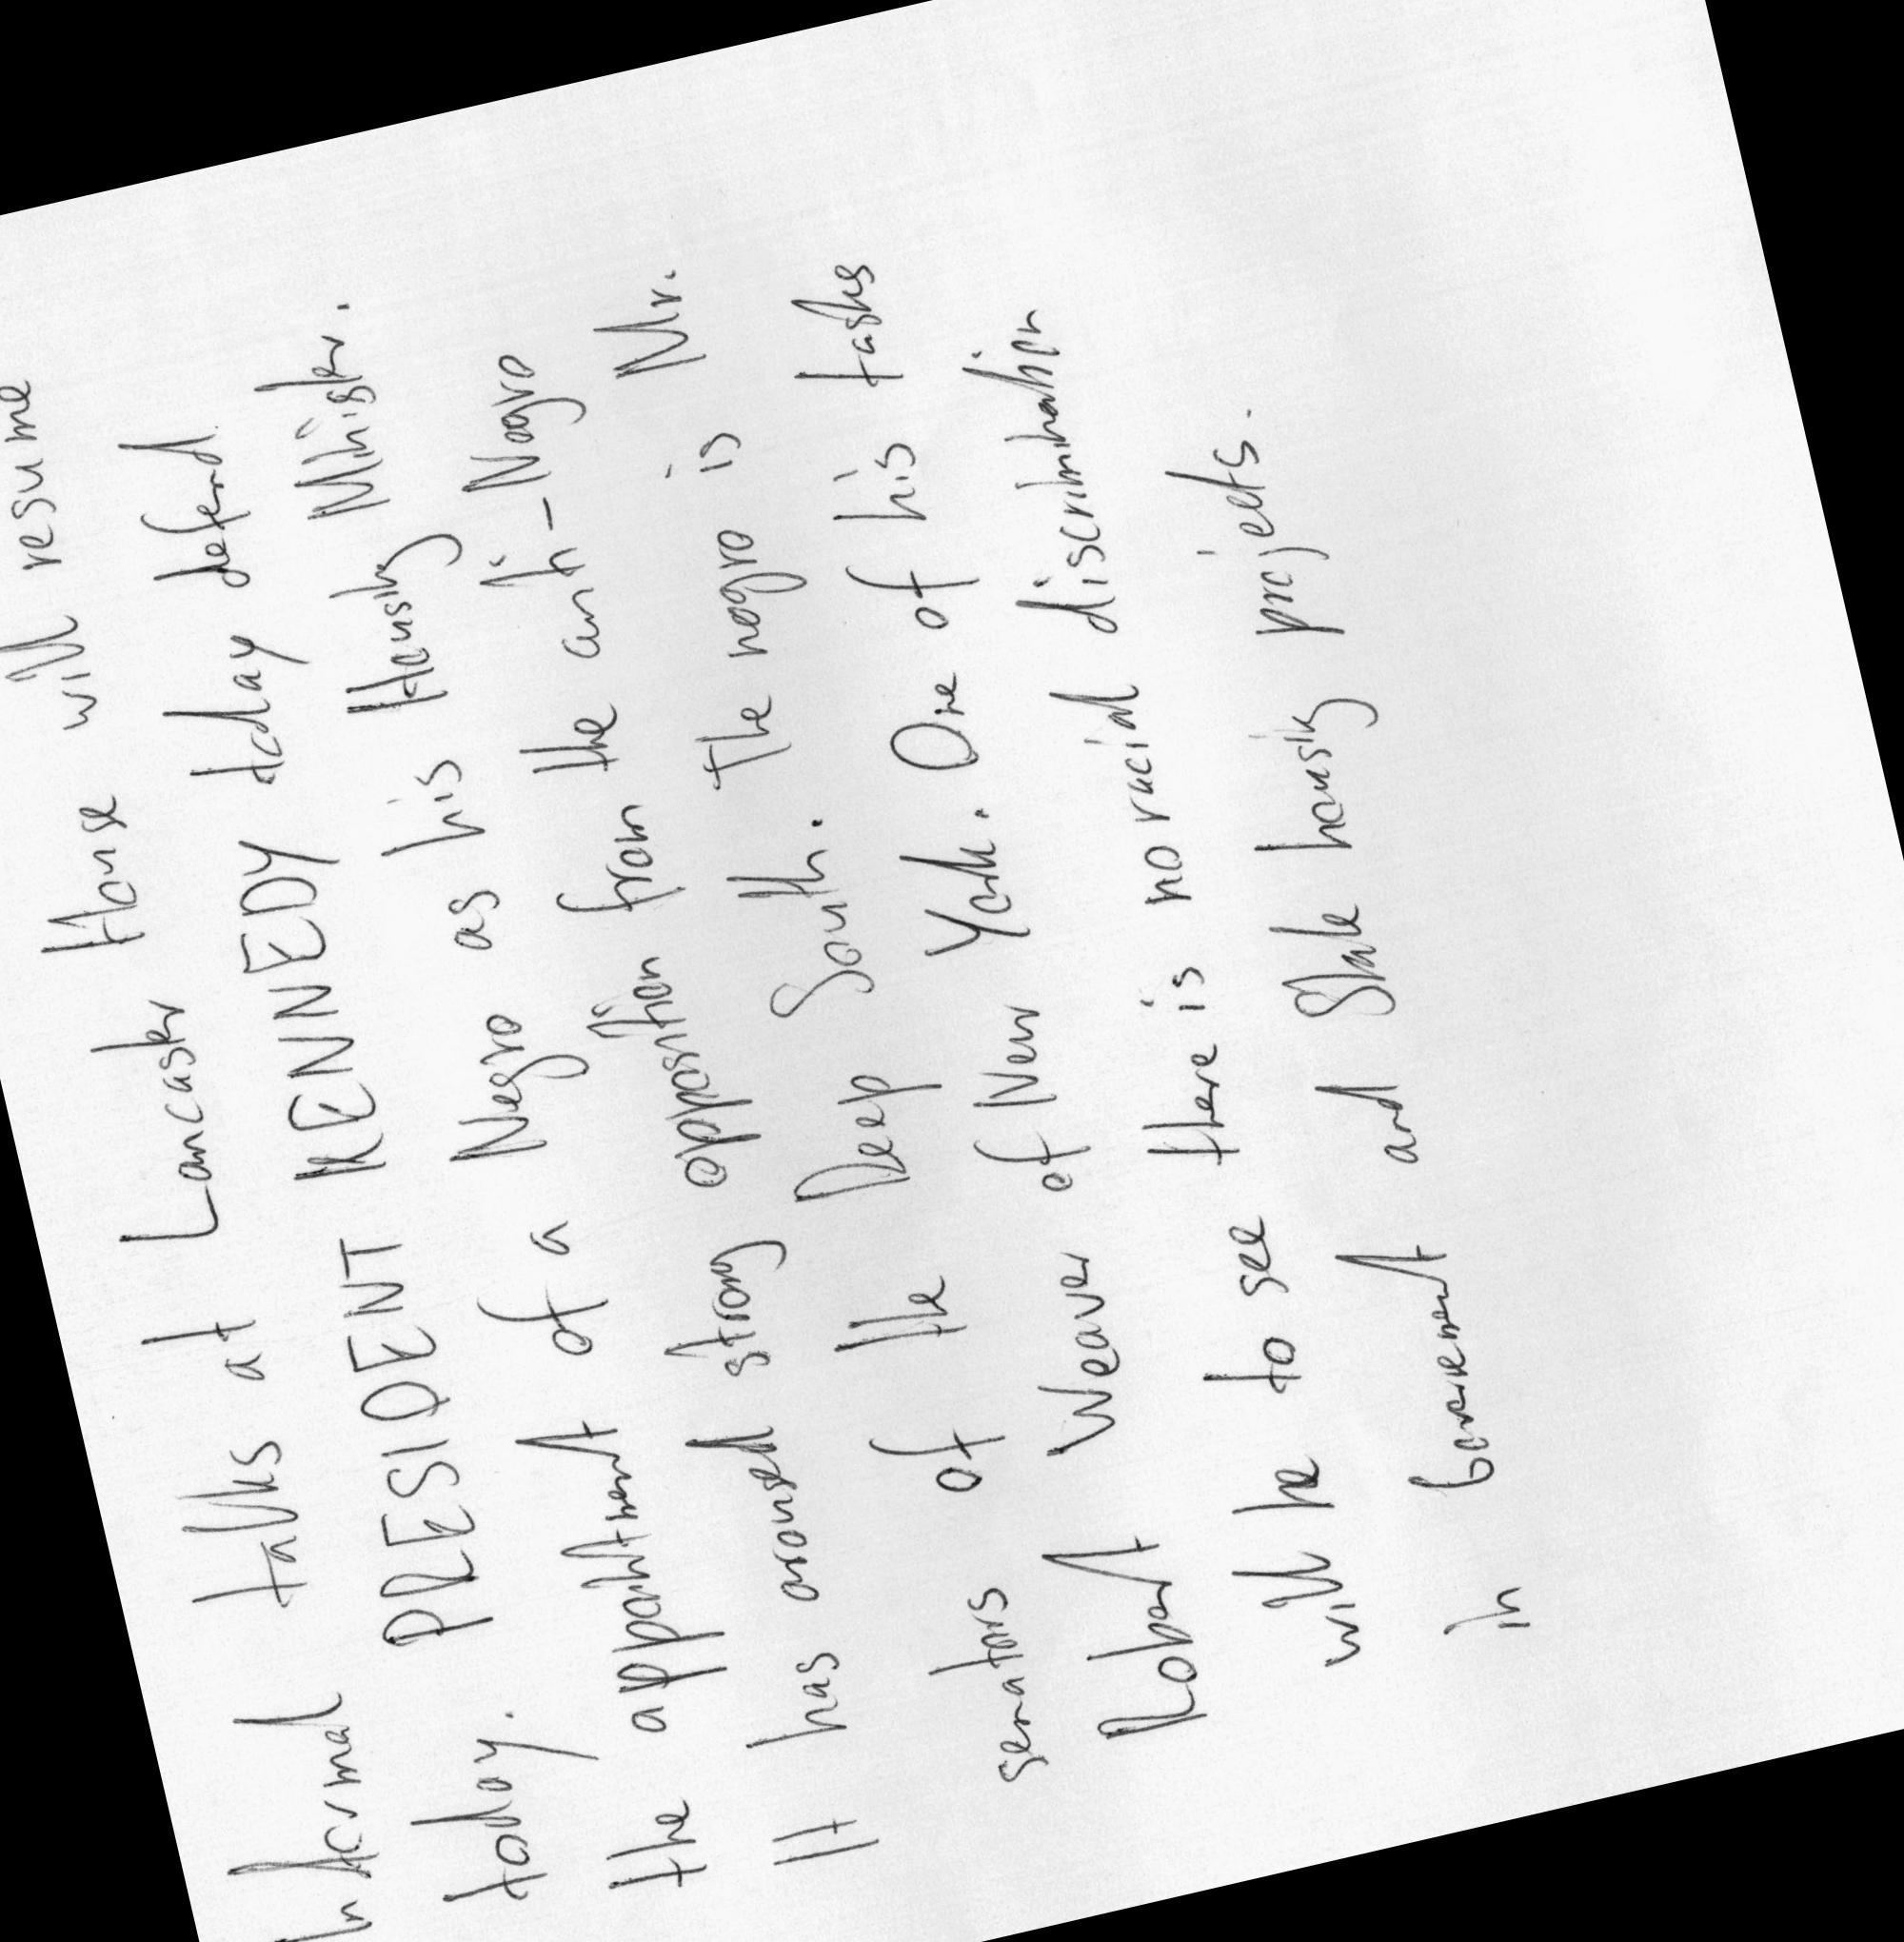 Informal talks at Lancaster House will resume
today. PRESIDENT KENNEDY today defend
the appointment of a Negro as his Housing Minister.
It has aroused strong opposition from the anti-Negro
senators of the Deep South. The negro is Mr.
Robert Weaver of New York. One of his tasks
will be to see there is no racial discrimination
in Government and State housing projects.